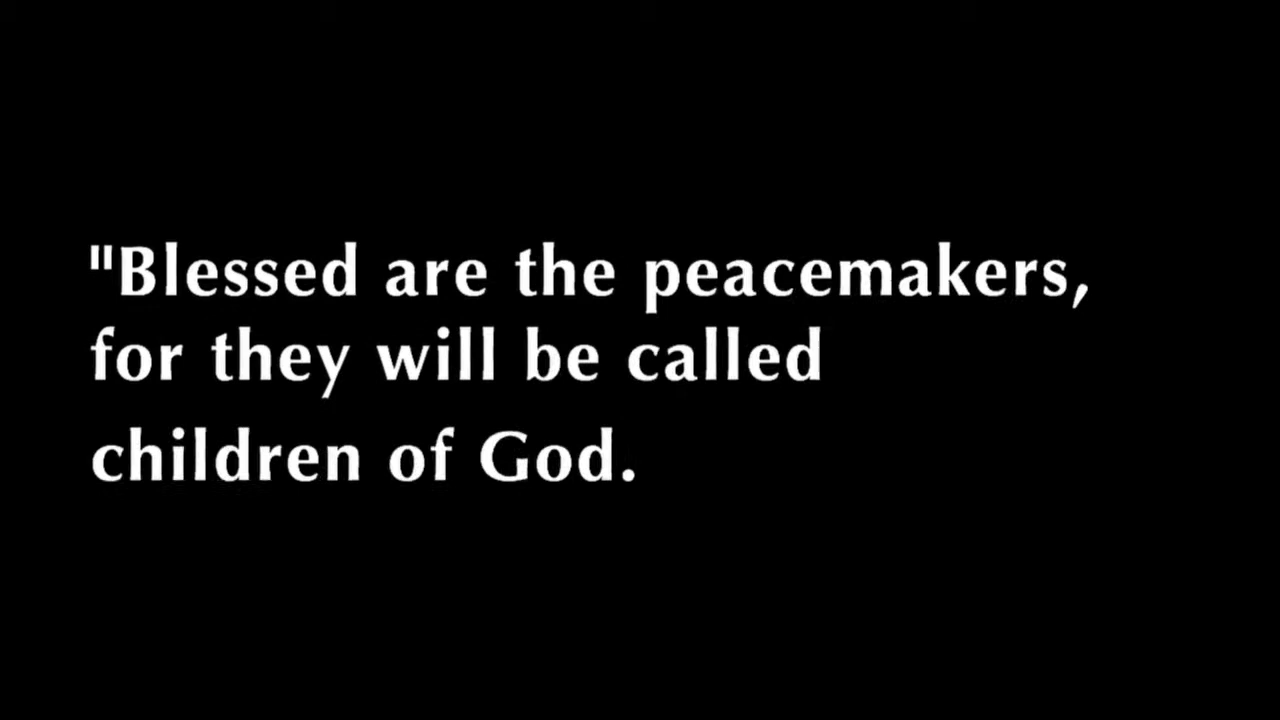 "Blessed are the peacemakers,
for they will be called
children of God.